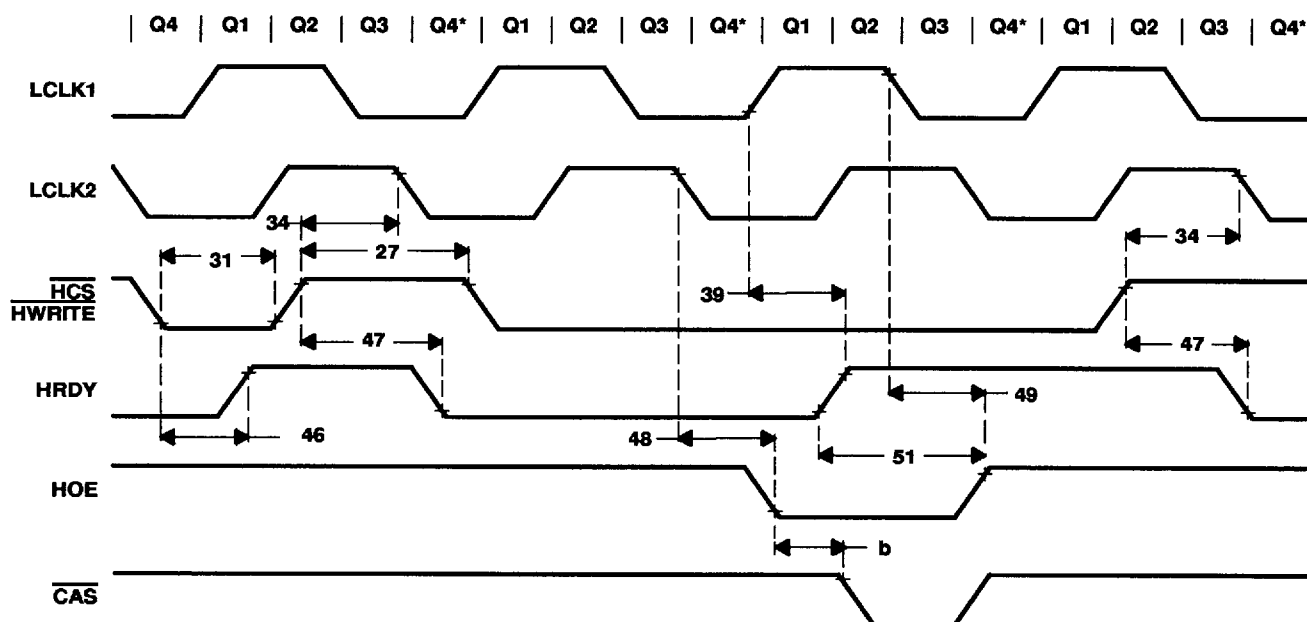 Q4 Q1 Q2 Q3 Q4* Q1 Q2 Q3 Q4* Q1 Q2 Q3 Q4* Q1 Q2 Q3 Q4*
LCLK1
LCLK2
34
31
27
34
HCS
HWRITE
39
47
47
HRDY
49
46
48
51
HOE
b
CAS